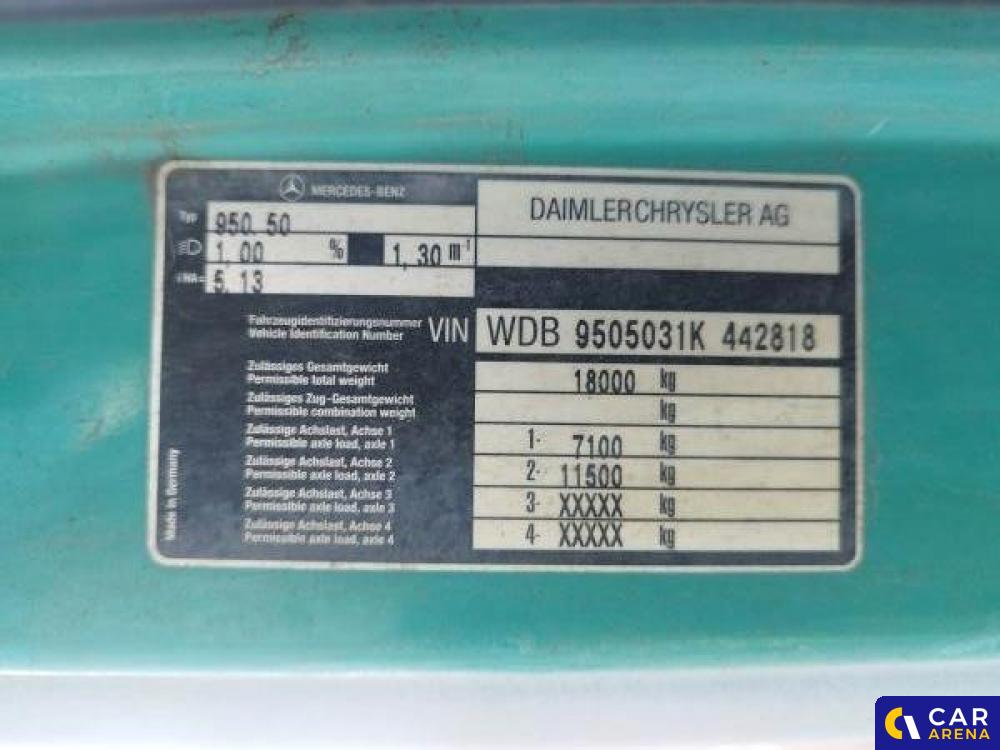 MERCEDES-BENZ
DAIMLERCHRYSLER AG
Typ 950.50
1,00 % 1,30 m⁻¹
iHA= 5.13
Fahrzeugidentifizierungsnummer
Vehicle Identification Number
VIN WDB 9505031K 442818
Zulässiges Gesamtgewicht
Permissible total weight
18000 kg
Zulässiges Zug-Gesamtgewicht
Permissible combination weight
kg
Zulässige Achslast, Achse 1
Permissible axle load, axle 1
1- 7100 kg
Zulässige Achslast, Achse 2
Permissible axle load, axle 2
2- 11500 kg
Zulässige Achslast, Achse 3
Permissible axle load, axle 3
3- XXXXX kg
Zulässige Achslast, Achse 4
Permissible axle load, axle 4
4- XXXXX kg
Made in Germany
CAR
ARENA